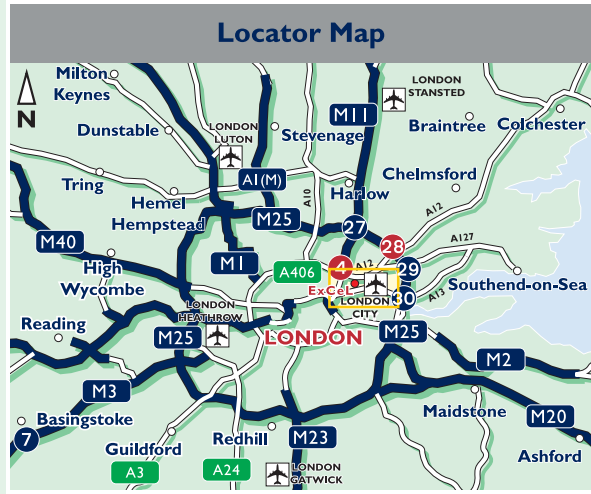 Locator Map
Milton
Keynes
N
LONDON
STANSTED
M11
Braintree
Colchester
Dunstable
LONDON
LUTON
Stevenage
Tring
A1(M)
A10
Harlow
Chelmsford
Hemel
Hempstead
M25
27
A12
28
A127
M40
M1
A406
4
A12
29
High
Wycombe
ExCeL
LONDON
CITY
30
A13
Southend-on-Sea
LONDON
HEATHROW
Reading
M25
LONDON
M25
M2
M3
Basingstoke
7
Guildford
Redhill
M23
Maidstone
M20
Ashford
A3
A24
LONDON
GATWICK